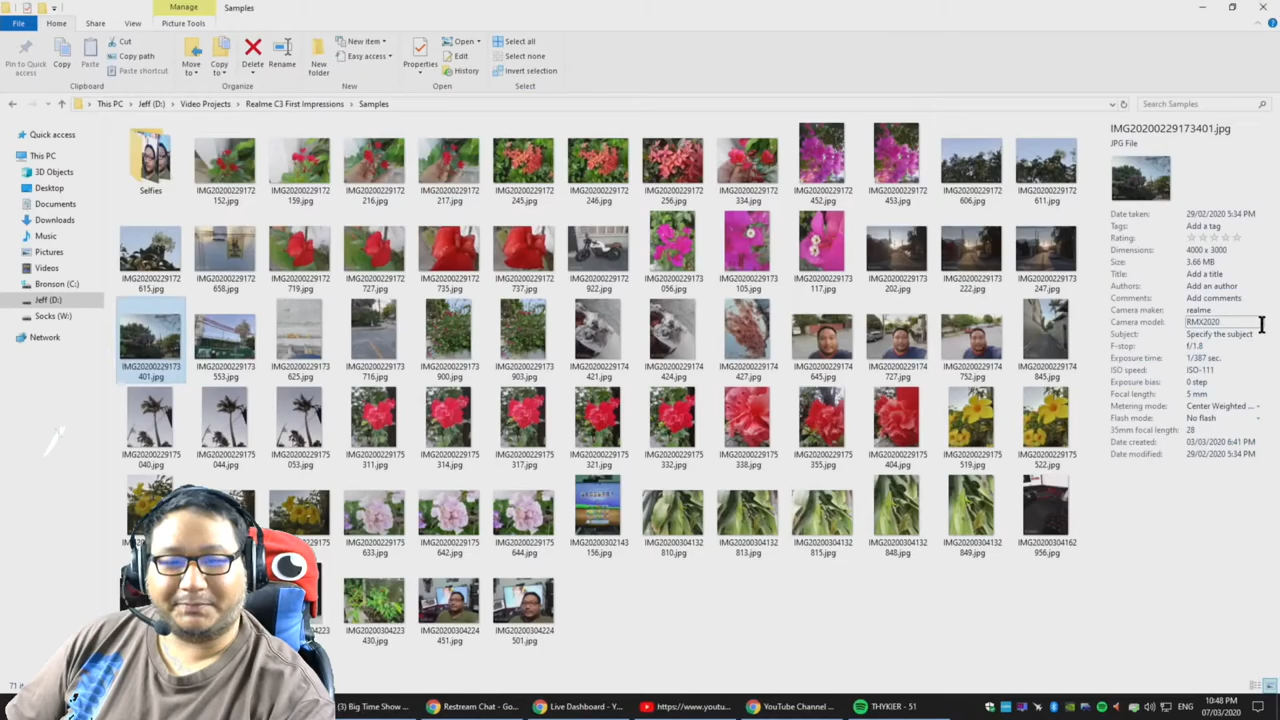 Manage
Samples
File
Home
Share
View
Picture Tools
Pin to Quick access
Copy
Paste
Cut
Copy path
Paste shortcut
Clipboard
Move to
Copy to
Delete
Rename
Organize
New folder
New item
Easy access
New
Properties
Open
Edit
History
Open
Select all
Select none
Invert selection
Select
This PC
Jeff (D:)
Video Projects
Realme C3 First Impressions
Samples
Search Samples
Quick access
This PC
3D Objects
Desktop
Documents
Downloads
Music
Pictures
Videos
Bronson (C:)
Jeff (D:)
Socks (W:)
Network
Selfies
IMG20200229172152.jpg
IMG20200229172159.jpg
IMG20200229172216.jpg
IMG20200229172217.jpg
IMG20200229172245.jpg
IMG20200229172246.jpg
IMG20200229172256.jpg
IMG20200229172334.jpg
IMG20200229172452.jpg
IMG20200229172453.jpg
IMG20200229172606.jpg
IMG20200229172611.jpg
IMG20200229172615.jpg
IMG20200229172658.jpg
IMG20200229172719.jpg
IMG20200229172727.jpg
IMG20200229172735.jpg
IMG20200229172737.jpg
IMG20200229172922.jpg
IMG20200229173056.jpg
IMG20200229173105.jpg
IMG20200229173117.jpg
IMG20200229173202.jpg
IMG20200229173222.jpg
IMG20200229173247.jpg
IMG20200229173401.jpg
IMG20200229173553.jpg
IMG20200229173625.jpg
IMG20200229173716.jpg
IMG20200229173900.jpg
IMG20200229173903.jpg
IMG20200229174421.jpg
IMG20200229174424.jpg
IMG20200229174427.jpg
IMG20200229174645.jpg
IMG20200229174727.jpg
IMG20200229174752.jpg
IMG20200229174845.jpg
IMG20200229175040.jpg
IMG20200229175044.jpg
IMG20200229175053.jpg
IMG20200229175311.jpg
IMG20200229175314.jpg
IMG20200229175317.jpg
IMG20200229175321.jpg
IMG20200229175332.jpg
IMG20200229175338.jpg
IMG20200229175355.jpg
IMG20200229175404.jpg
IMG20200229175519.jpg
IMG20200229175522.jpg
IMG20200229175633.jpg
IMG20200229175642.jpg
IMG20200229175644.jpg
IMG20200302143156.jpg
IMG20200304132810.jpg
IMG20200304132813.jpg
IMG20200304132815.jpg
IMG20200304132848.jpg
IMG20200304132849.jpg
IMG20200304162956.jpg
IMG20200304223430.jpg
IMG20200304224451.jpg
IMG20200304224501.jpg
IMG20200229173401.jpg
JPG File
Date taken: 29/02/2020 5:34 PM
Tags: Add a tag
Rating:
Dimensions: 4000 x 3000
Size: 3.66 MB
Title: Add a title
Authors: Add an author
Comments: Add comments
Camera maker: realme
Camera model: RMX2020
Subject: Specify the subject
F-stop: f/1.8
Exposure time: 1/387 sec.
ISO speed: ISO-111
Exposure bias: 0 step
Focal length: 5 mm
Metering mode: Center Weighted ...
Flash mode: No flash
35mm focal length: 28
Date created: 03/03/2020 6:41 PM
Date modified: 29/02/2020 5:34 PM
(3) Big Time Show ...
Restream Chat - Go...
Live Dashboard - Y...
https://www.youtu...
YouTube Channel ...
THYKIER - 51
ENG
10:48 PM
07/03/2020